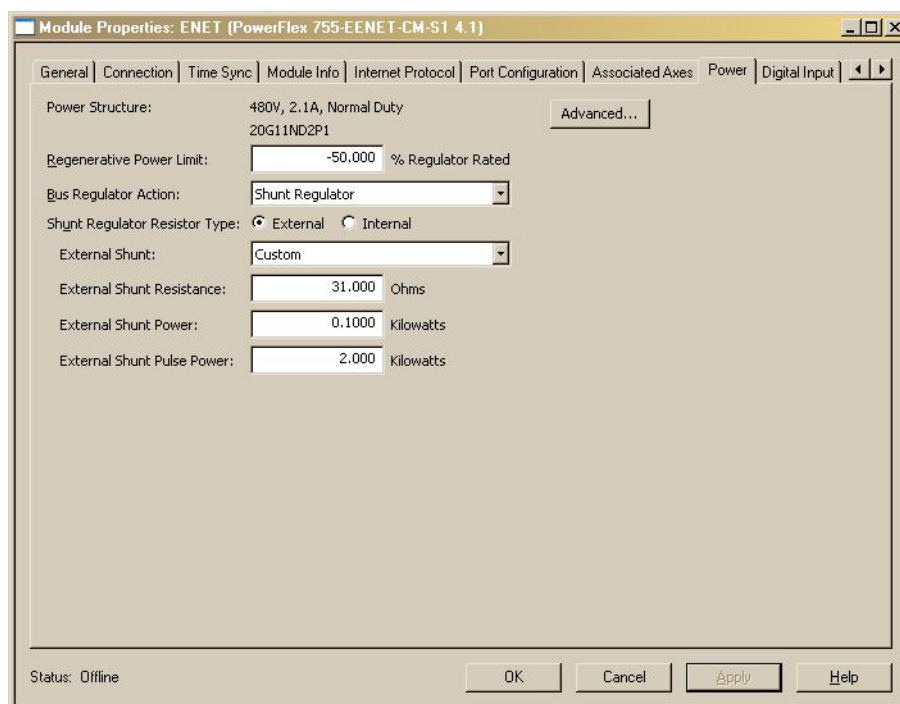 Module Properties: ENET (PowerFlex 755-EENET-CM-S1 4.1)
General Connection Time Sync Module Info Internet Protocol Port Configuration Associated Axes Power Digital Input
Power Structure: 480V, 2.1A, Normal Duty Advanced...
20G11ND2P1
Regenerative Power Limit: -50.000 % Regulator Rated
Bus Regulator Action: Shunt Regulator
Shunt Regulator Resistor Type: External Internal
External Shunt: Custom
External Shunt Resistance: 31.000 Ohms
External Shunt Power: 0.1000 Kilowatts
External Shunt Pulse Power: 2.000 Kilowatts
Status: Offline OK Cancel Apply Help